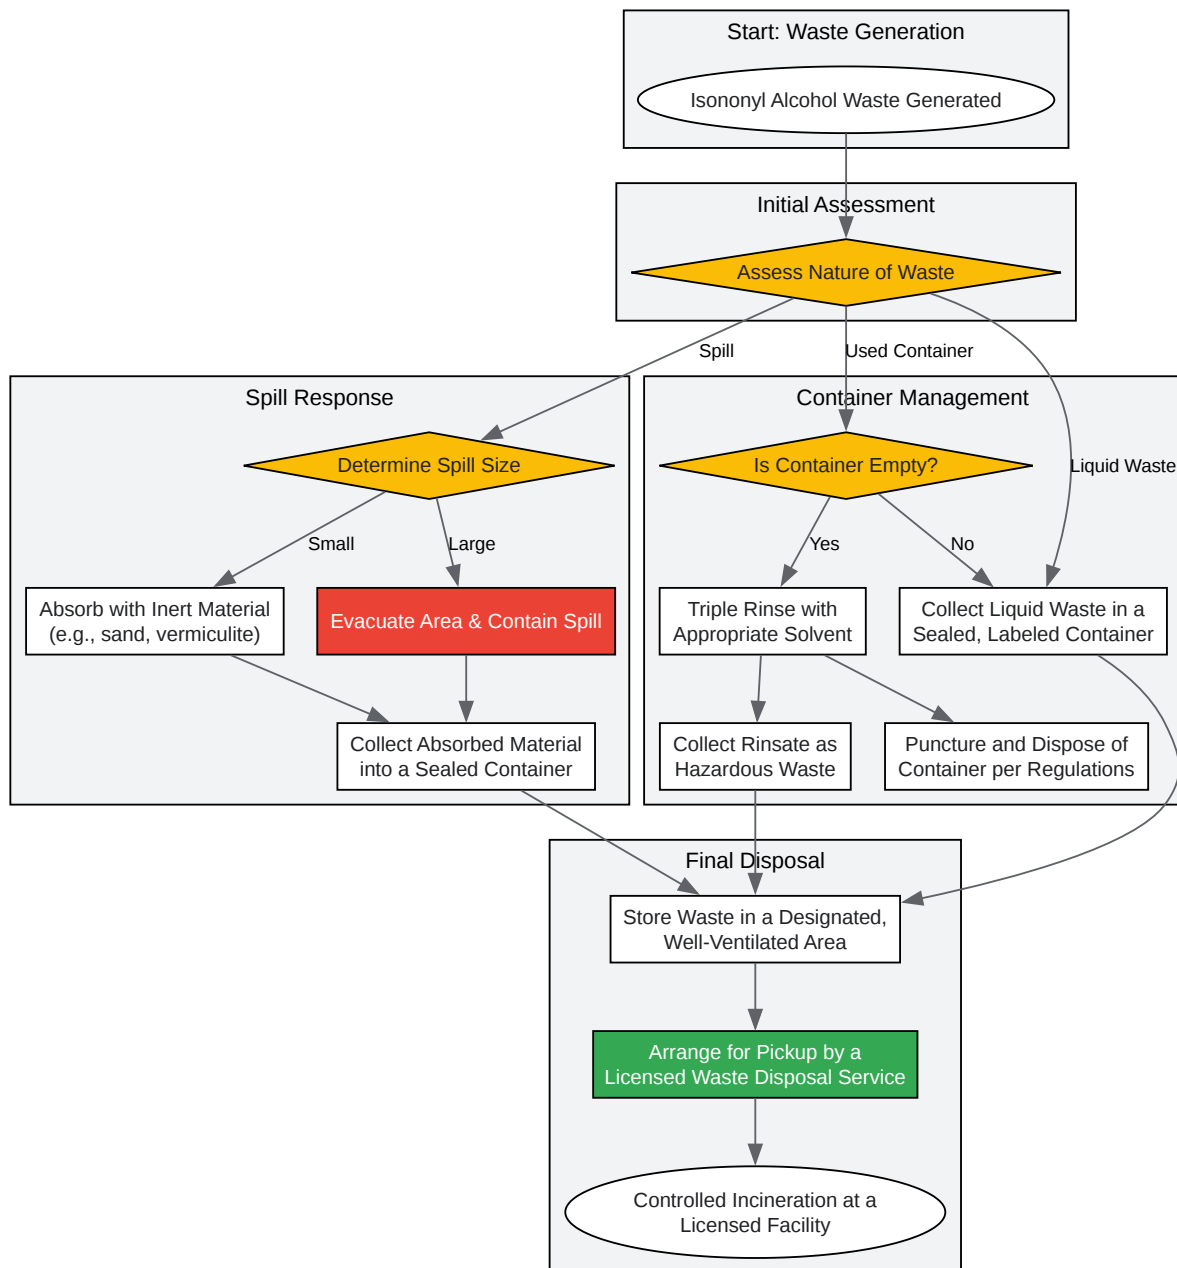 Start: Waste Generation
Isononyl Alcohol Waste Generated
Initial Assessment
Assess Nature of Waste
Spill
Used Container
Liquid Waste
Spill Response
Determine Spill Size
Small
Large
Absorb with Inert Material
(e.g., sand, vermiculite)
Evacuate Area & Contain Spill
Collect Absorbed Material
into a Sealed Container
Container Management
Is Container Empty?
Yes
No
Triple Rinse with
Appropriate Solvent
Collect Liquid Waste in a
Sealed, Labeled Container
Collect Rinsate as
Hazardous Waste
Puncture and Dispose of
Container per Regulations
Final Disposal
Store Waste in a Designated,
Well-Ventilated Area
Arrange for Pickup by a
Licensed Waste Disposal Service
Controlled Incineration at a
Licensed Facility